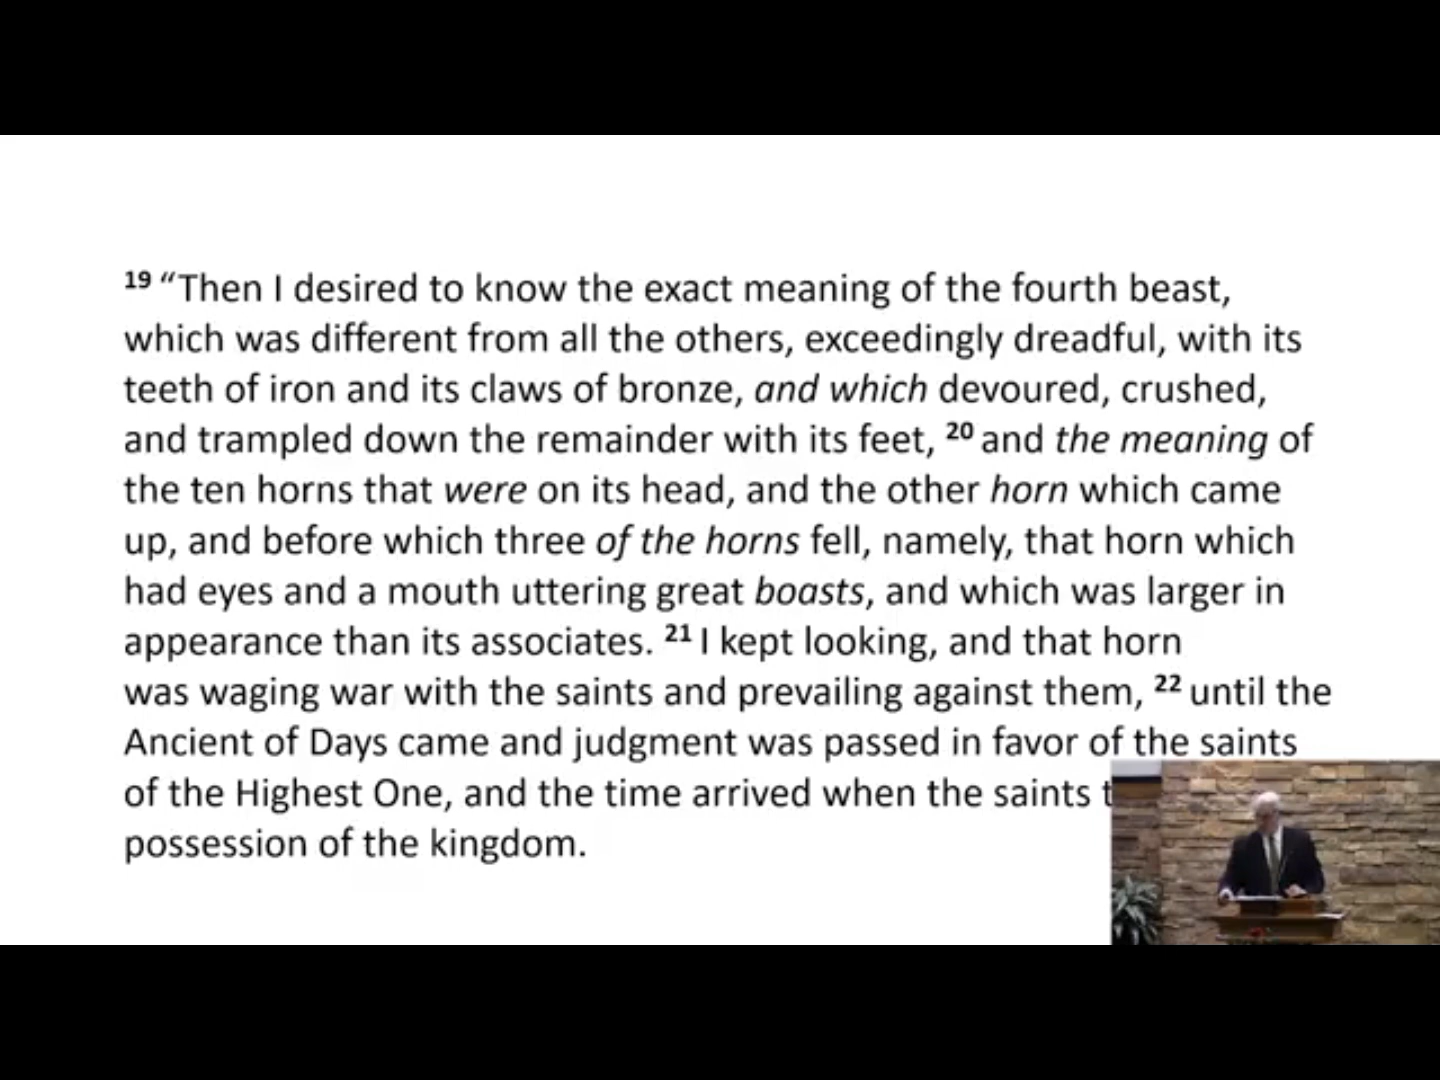 19 “Then I desired to know the exact meaning of the fourth beast,
which was different from all the others, exceedingly dreadful, with its
teeth of iron and its claws of bronze, and which devoured, crushed,
and trampled down the remainder with its feet, 20 and the meaning of
the ten horns that were on its head, and the other horn which came
up, and before which three of the horns fell, namely, that horn which
had eyes and a mouth uttering great boasts, and which was larger in
appearance than its associates. 21 I kept looking, and that horn
was waging war with the saints and prevailing against them, 22 until the
Ancient of Days came and judgment was passed in favor of the saints
of the Highest One, and the time arrived when the saints
possession of the kingdom.